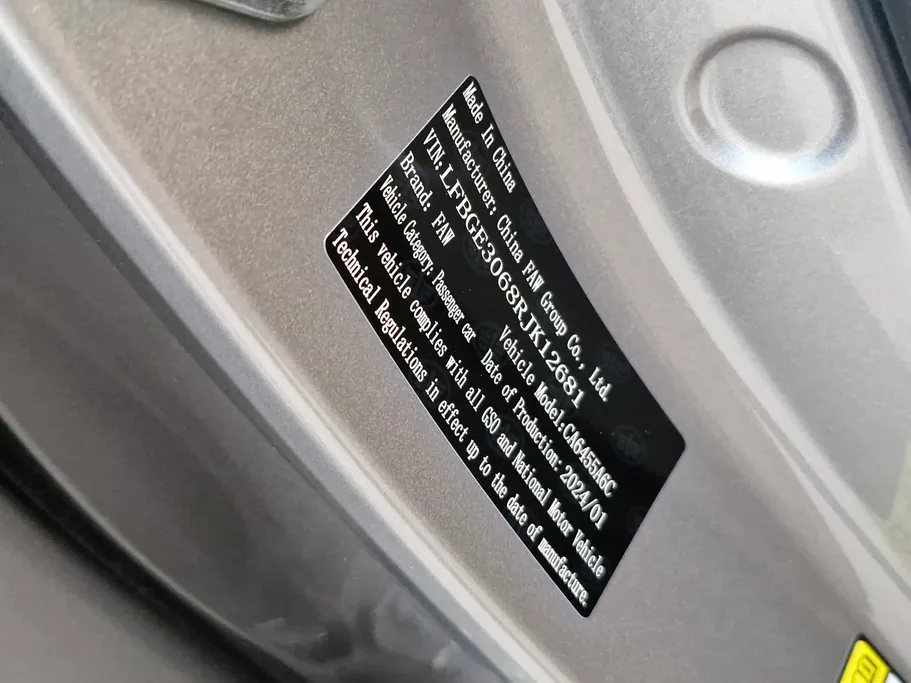 Made In China
Manufacturer: China FAW Group Co., Ltd.
VIN:LFBGE3068RJK12681
Brand: FAW Vehicle Model:CA6455A6C
Vehicle Category: Passenger car Date of Production: 2024/01
This vehicle complies with all GSO and National Motor Vehicle
Technical Regulations in effect up to the date of manufacture.